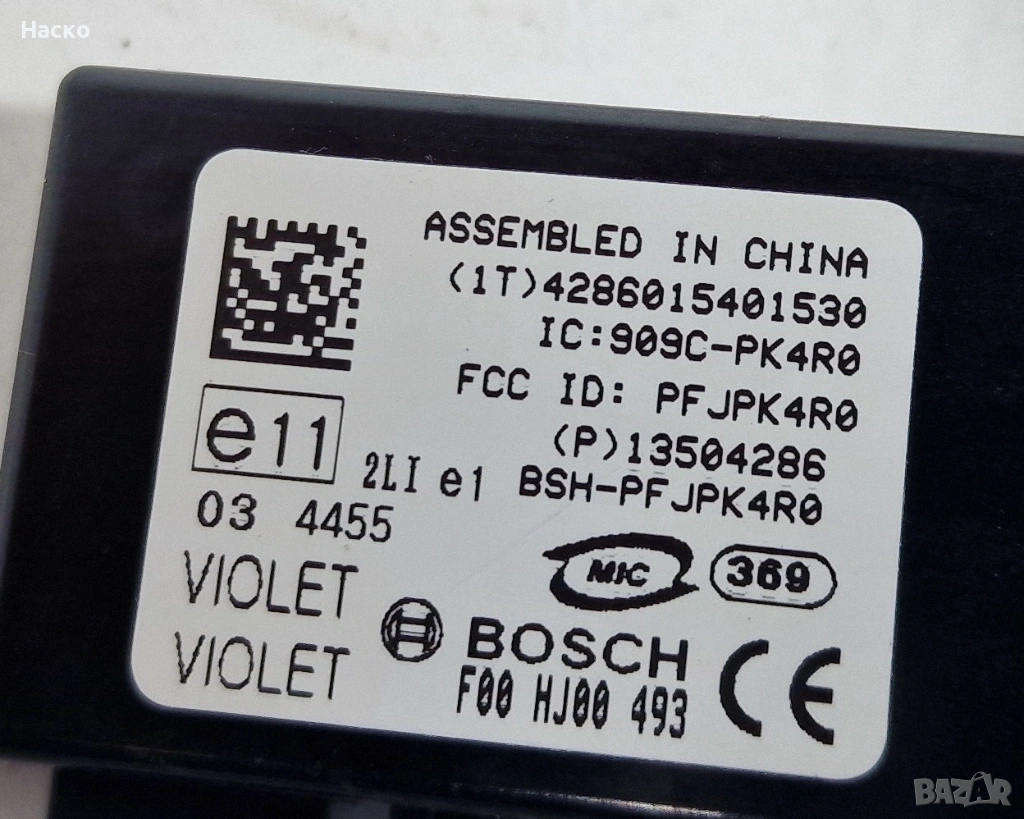 Наско
ASSEMBLED IN CHINA
(1T)4286015401530
IC:909C-PK4R0
FCC ID: PFJPK4R0
(P)13504286
e11
2LI e1 BSH-PFJPK4R0
03 4455
MIC 369
VIOLET
BOSCH
VIOLET
F00 HJ00 493
CE
BAZAR